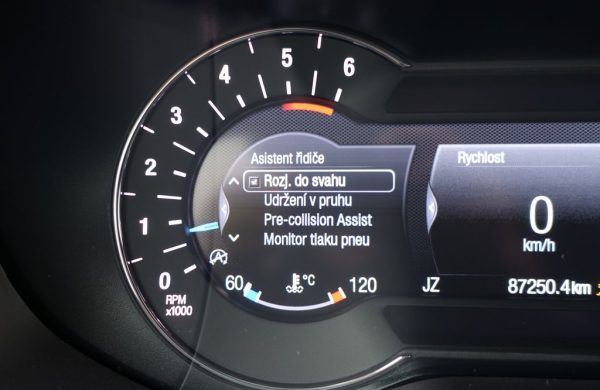 6
5
4
3
2
1
0
RPM
x1000
Asistent řidiče
Rozj. do svahu
Udržení v pruhu
Pre-collision Assist
Monitor tlaku pneu
60 °C 120
Rychlost
0
km/h
JZ 87250.4km